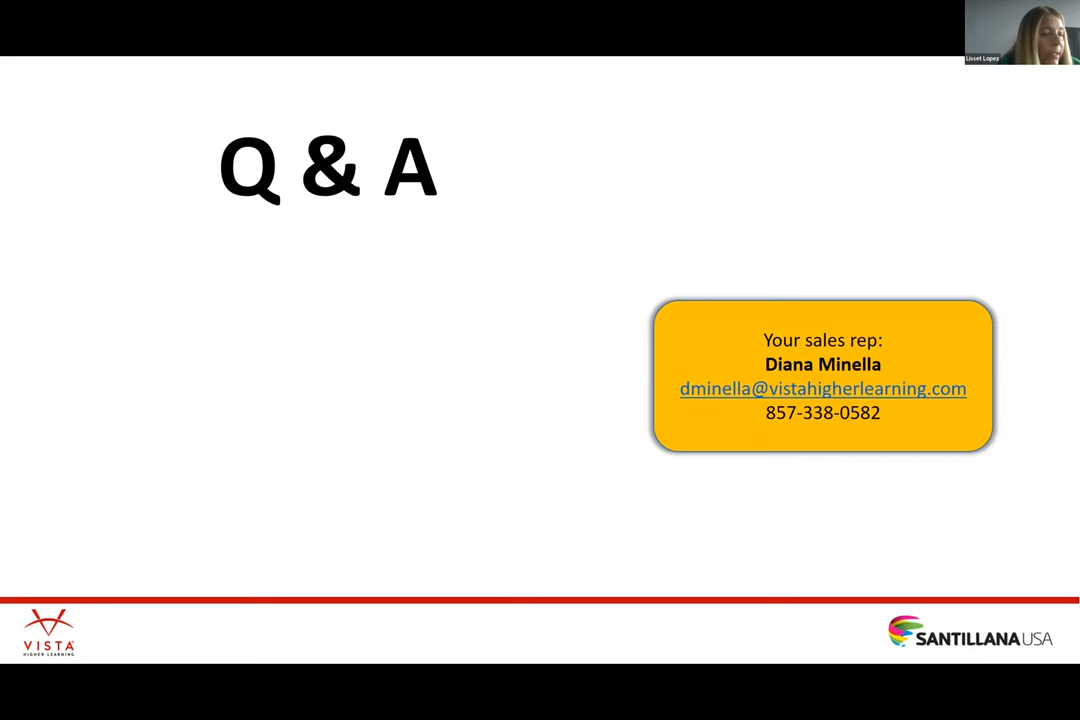 Lisset Lopez
Q & A
Your sales rep:
Diana Minella
dminella@vistahigherlearning.com
857-338-0582
VISTA
HIGHER LEARNING
SANTILLANA USA